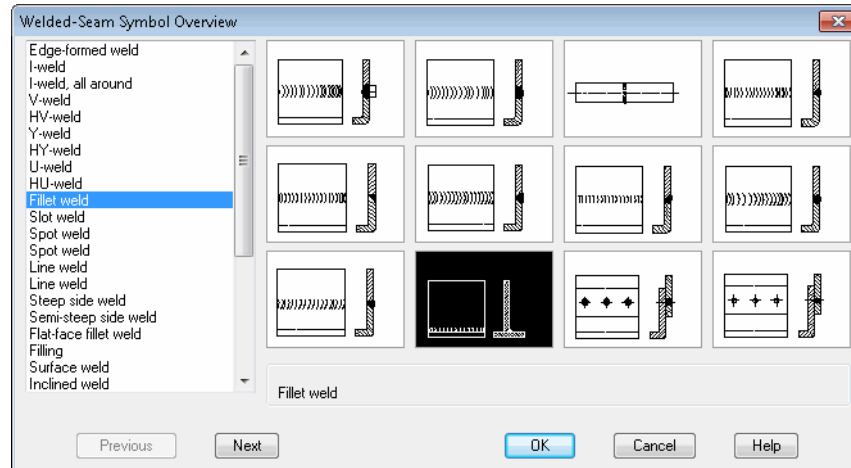 Welded-Seam Symbol Overview
Edge-formed weld
I-weld
I-weld, all around
V-weld
HV-weld
Y-weld
HY-weld
U-weld
HU-weld
Fillet weld
Slot weld
Spot weld
Spot weld
Line weld
Line weld
Steep side weld
Semi-steep side weld
Flat-face fillet weld
Filling
Surface weld
Inclined weld
Fillet weld
Previous Next OK Cancel Help